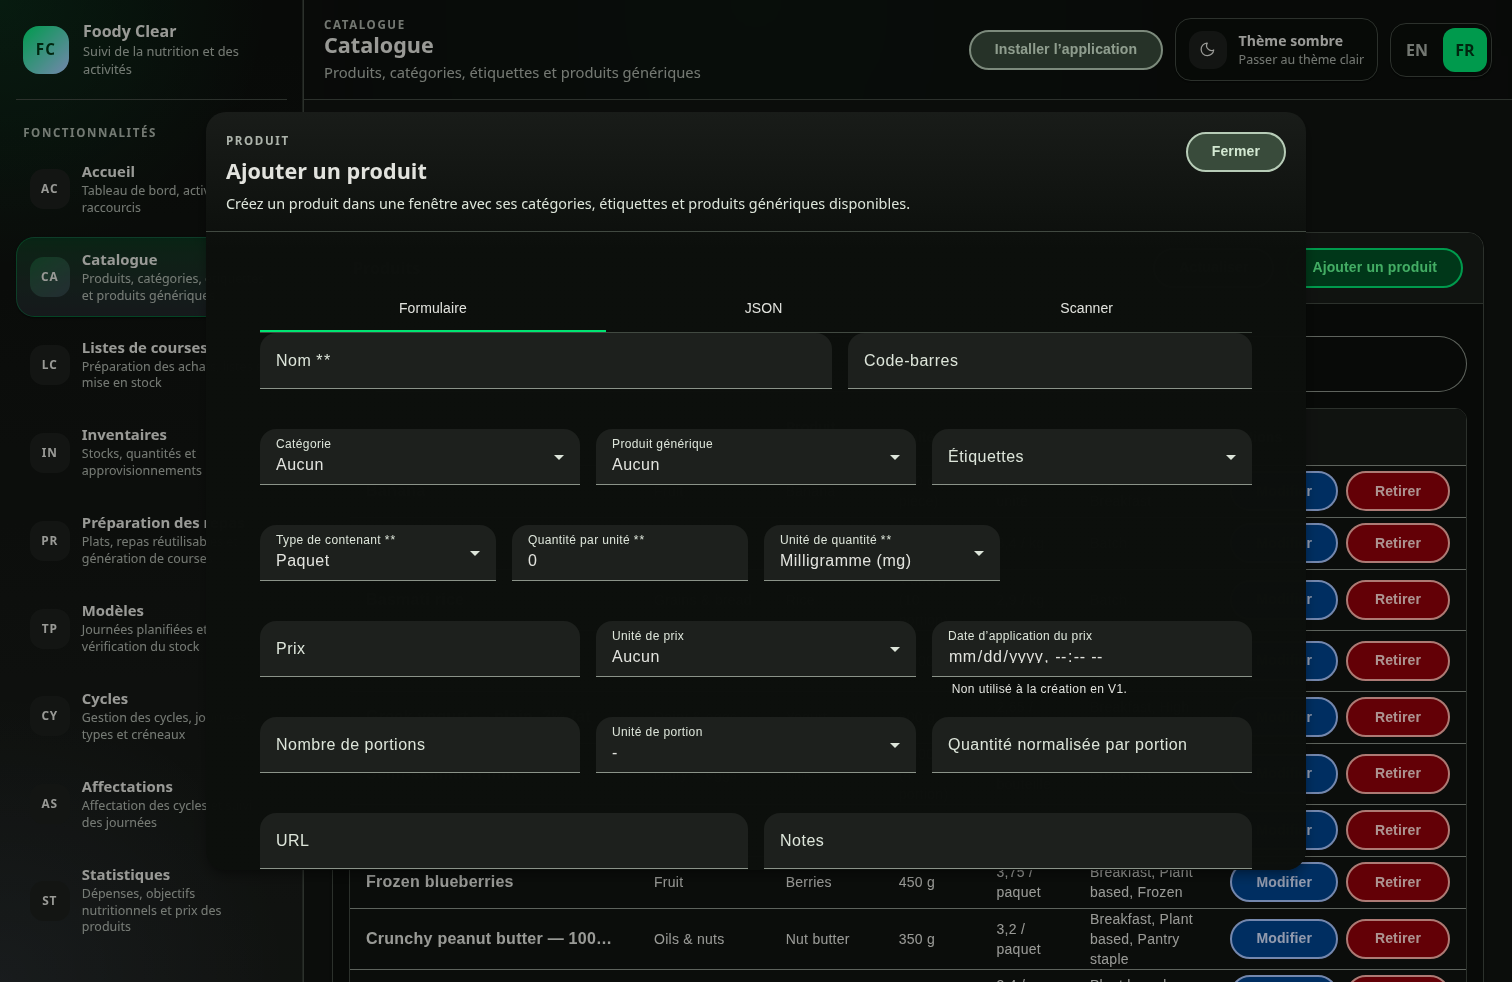 FC
Foody Clear
Suivi de la nutrition et des
activités
CATALOGUE
Catalogue
Produits, catégories, étiquettes et produits génériques
Installer l’application
Thème sombre
Passer au thème clair
EN
FR
FONCTIONNALITÉS
AC
Accueil
Tableau de bord,
raccourcis
CA
Catalogue
Produits, catégories,
et produits générique
LC
Listes de courses
Préparation des
mise en stock
IN
Inventaires
Stocks, quantités et
approvisionnements
PR
Préparation des
Plats, repas
génération de course
TP
Modèles
Journées planifiées et
vérification du stock
CY
Cycles
Gestion des cycles,
types et créneaux
AS
Affectations
Affectation des cycles
des journées
ST
Statistiques
Dépenses, objectifs
nutritionnels et prix des
produits
PRODUIT
Ajouter un produit
Créez un produit dans une fenêtre avec ses catégories, étiquettes et produits génériques disponibles.
Fermer
Formulaire
JSON
Scanner
Nom **
Code-barres
Catégorie
Aucun
Produit générique
Aucun
Étiquettes
Type de contenant **
Paquet
Quantité par unité **
0
Unité de quantité **
Milligramme (mg)
Prix
Unité de prix
Aucun
Date d’application du prix
mm/dd/yyyy, --:-- --
Non utilisé à la création en V1.
Nombre de portions
Unité de portion
-
Quantité normalisée par portion
URL
Notes
Ajouter un produit
r
Retirer
r
Retirer
r
Retirer
r
Retirer
r
Retirer
r
Retirer
r
Retirer
Frozen blueberries
Fruit
Berries
450 g
3,75 /
paquet
Breakfast, Plant
based, Frozen
Modifier
Retirer
Crunchy peanut butter — 100…
Oils & nuts
Nut butter
350 g
3,2 /
paquet
Breakfast, Plant
based, Pantry
staple
Modifier
Retirer